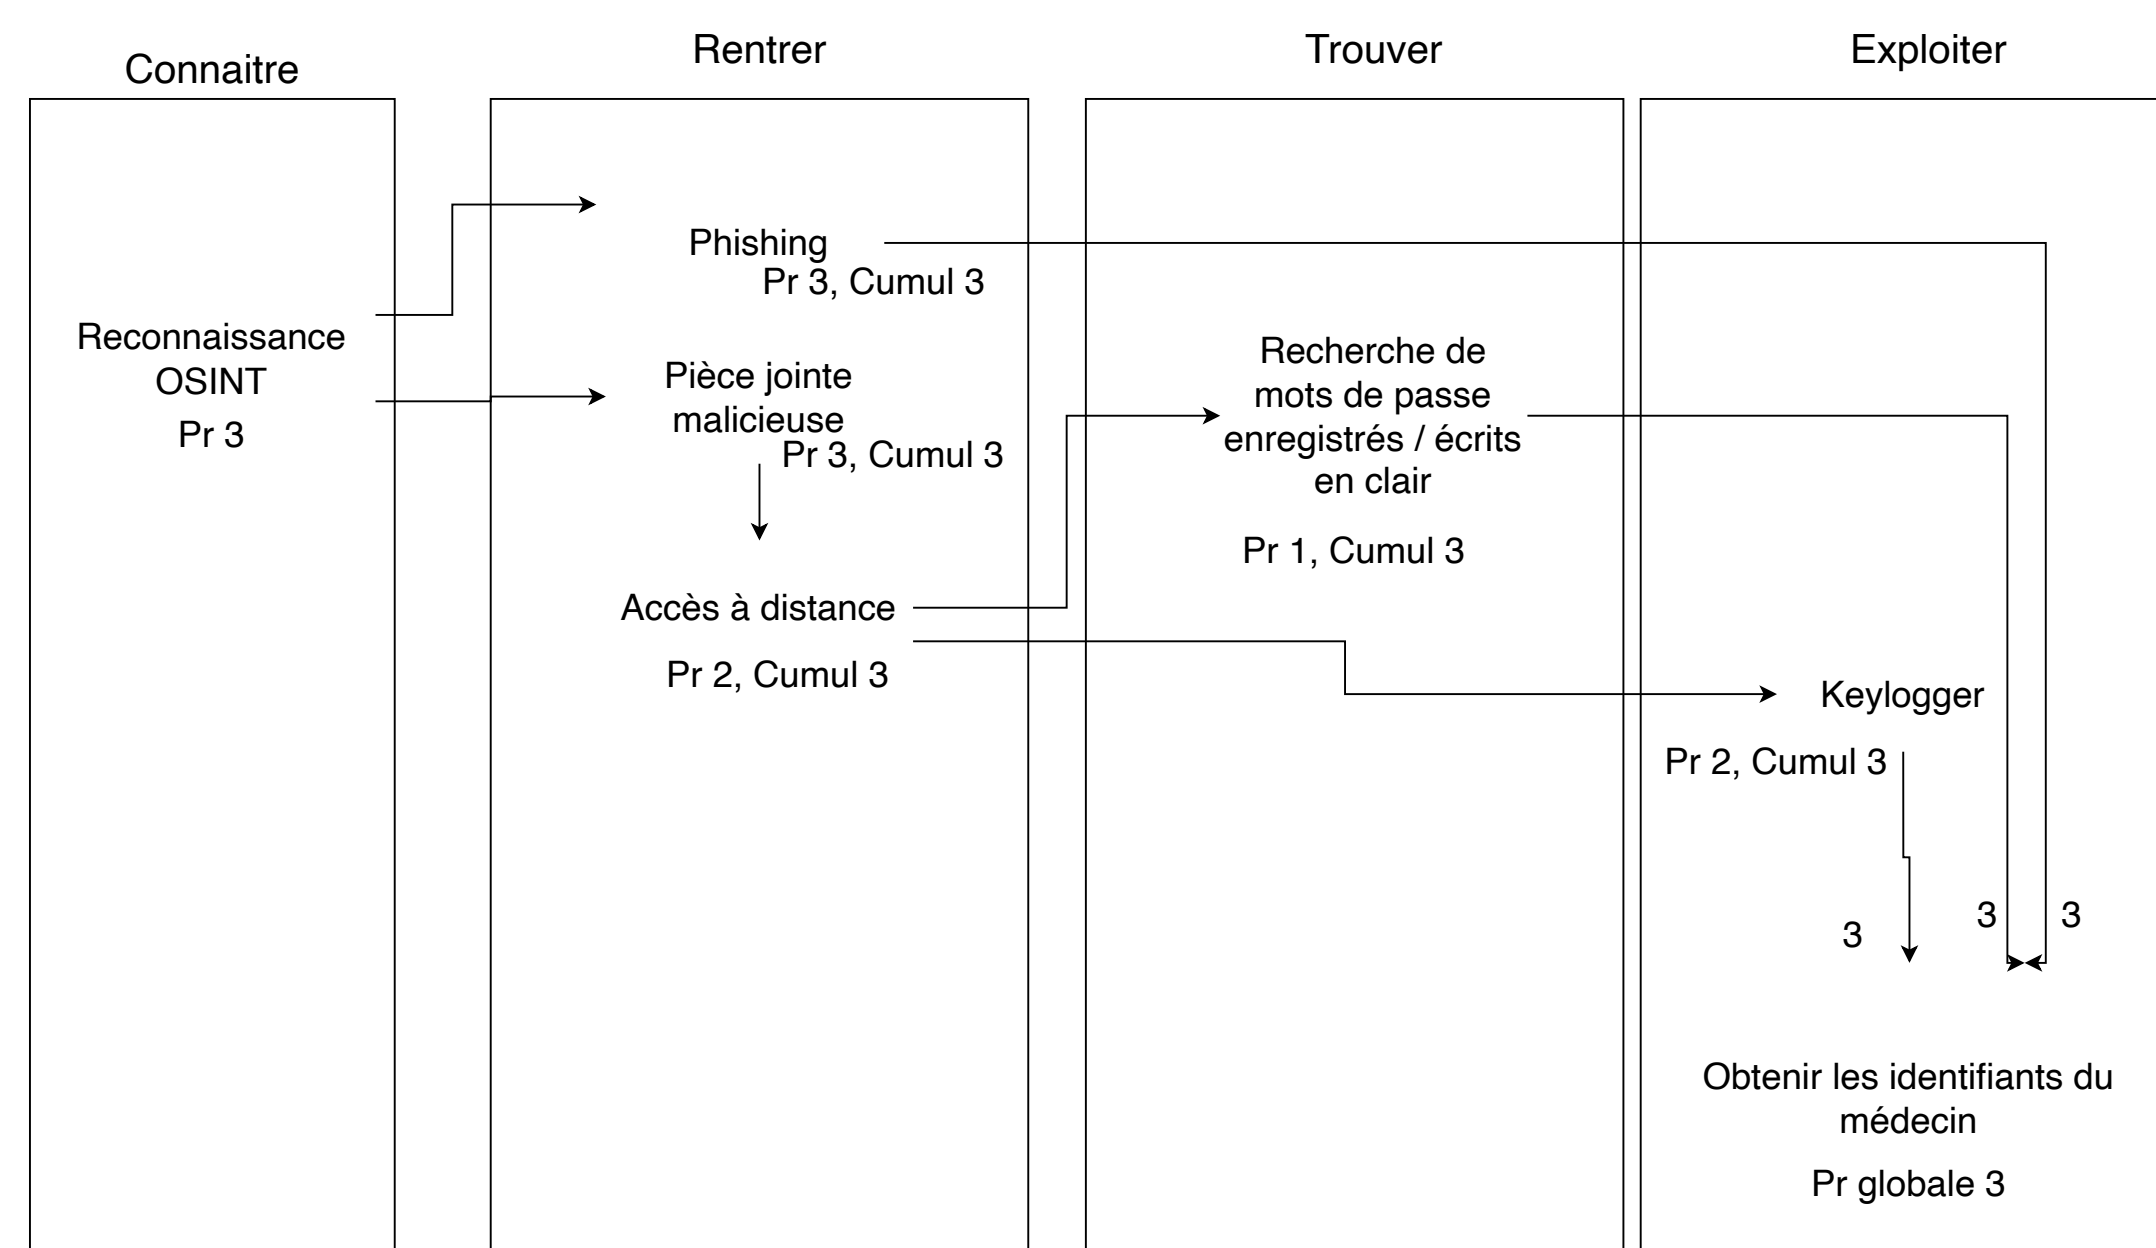 Connaitre
Rentrer
Trouver
Exploiter
Reconnaissance
OSINT
Pr 3
Phishing
Pr 3, Cumul 3
Pièce jointe
malicieuse
Pr 3, Cumul 3
Accès à distance
Pr 2, Cumul 3
Recherche de
mots de passe
enregistrés / écrits
en clair
Pr 1, Cumul 3
Keylogger
Pr 2, Cumul 3
3
3
3
Obtenir les identifiants du
médecin
Pr globale 3